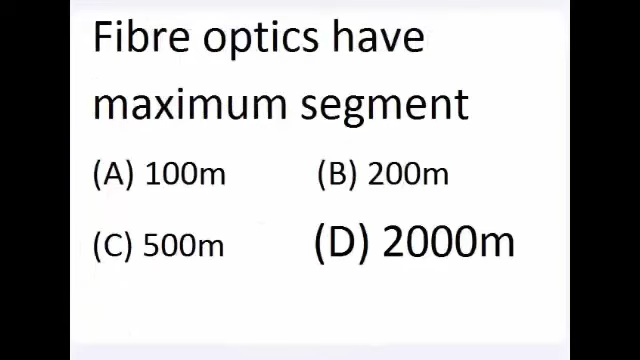 Fibre optics have
maximum segment
(A) 100m (B) 200m
(C) 500m (D) 2000m